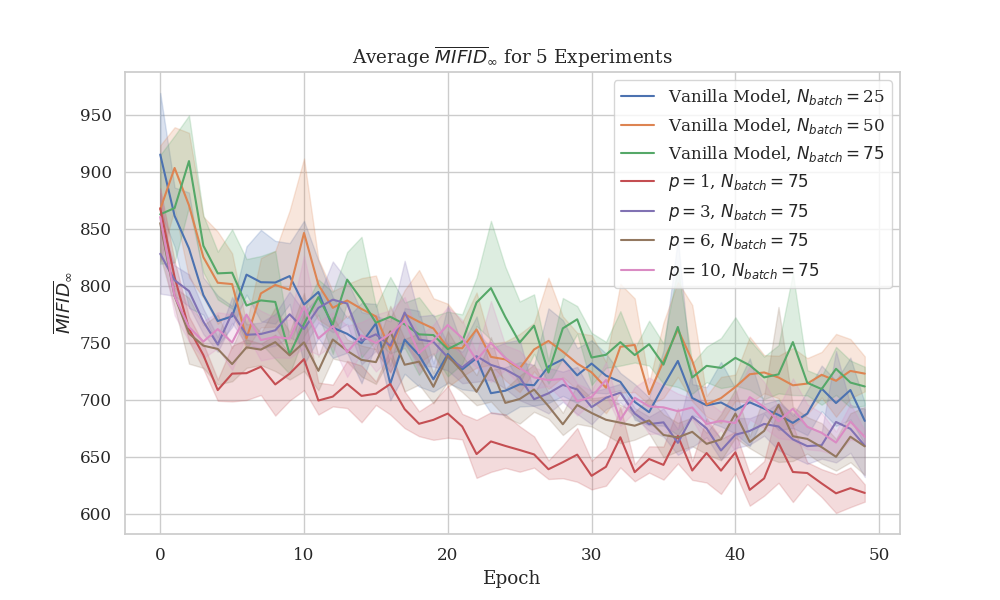 Average $\overline{MIFID}_\infty$ for 5 Experiments
Vanilla Model, $N_{batch} = 25$
Vanilla Model, $N_{batch} = 50$
Vanilla Model, $N_{batch} = 75$
$p = 1$, $N_{batch} = 75$
$p = 3$, $N_{batch} = 75$
$p = 6$, $N_{batch} = 75$
$p = 10$, $N_{batch} = 75$
$\overline{MIFID}_\infty$
950
900
850
800
750
700
650
600
0 10 20 30 40 50
Epoch